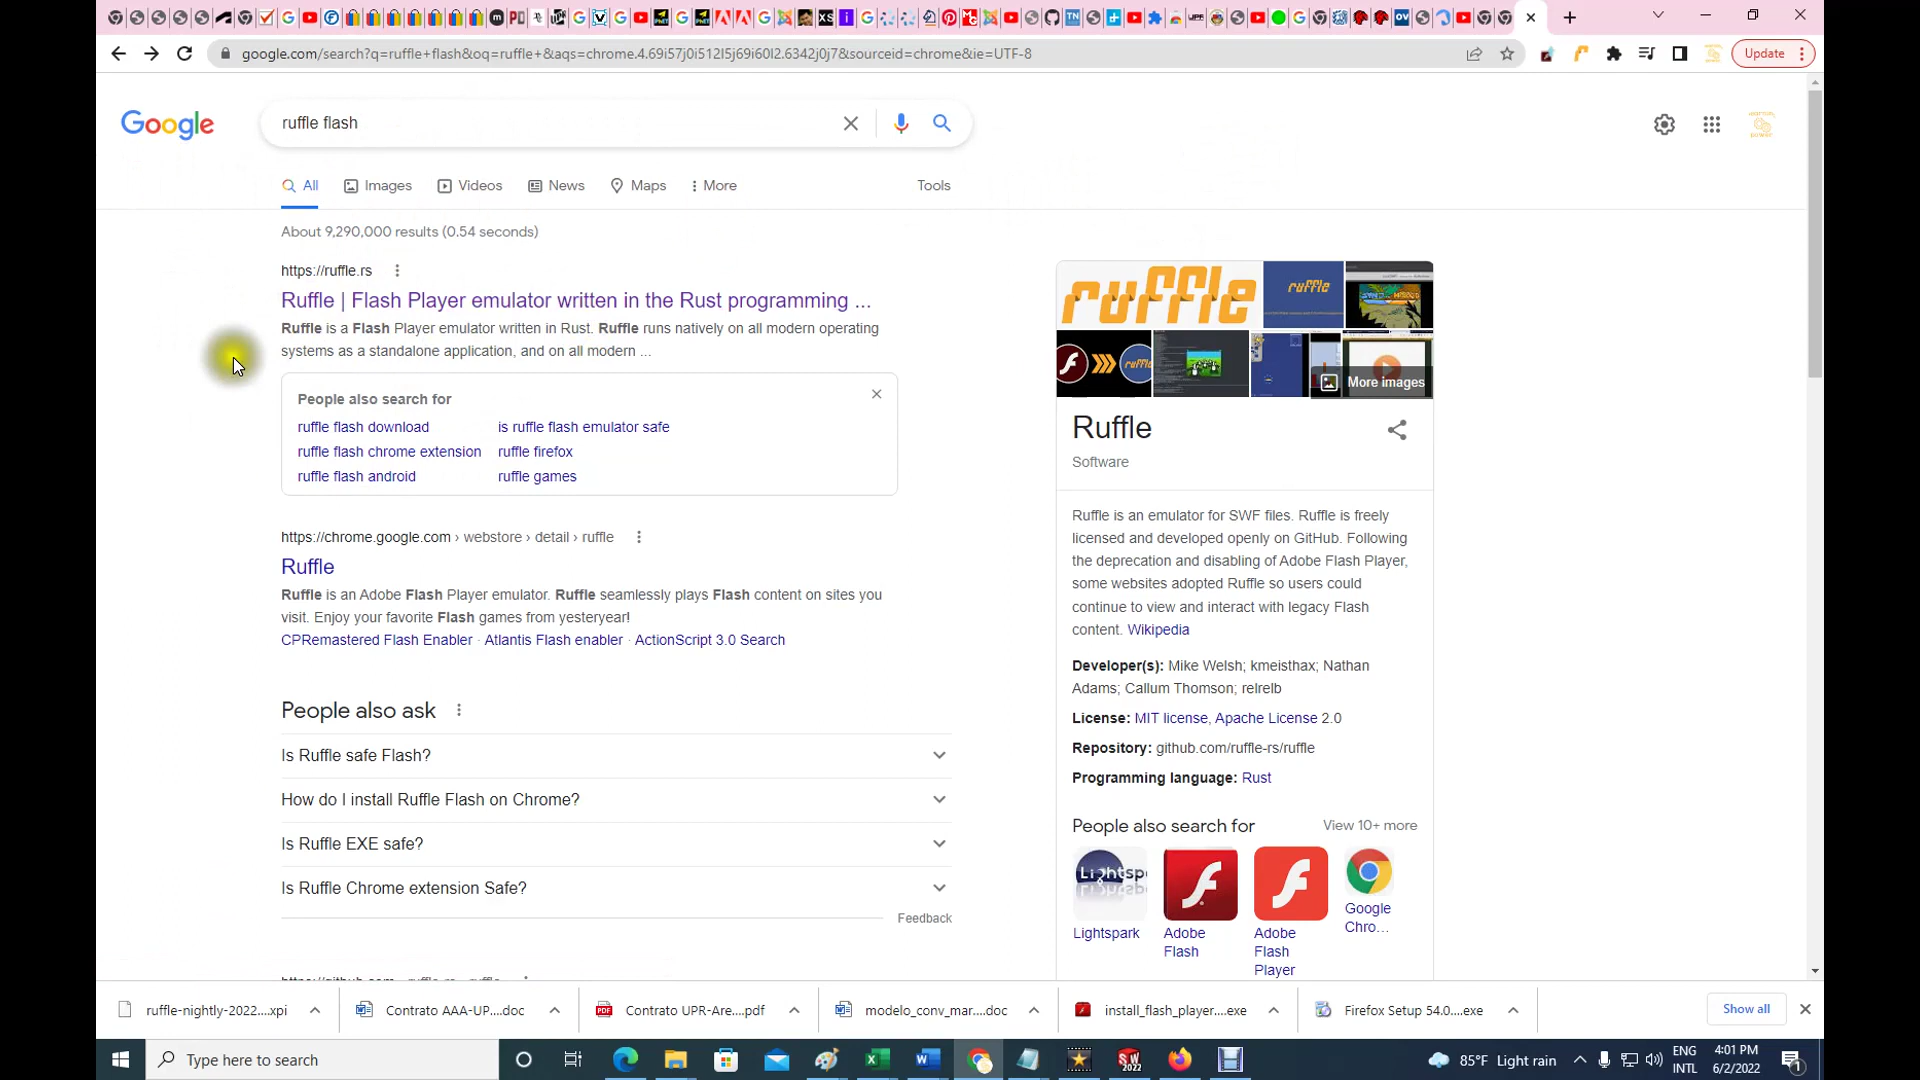 google.com/search?q=ruffle+flash&oq=ruffle+&aqs=chrome.4.69i57j0i512l5j69i60l2.6342j0j7&sourceid=chrome&ie=UTF-8
Update
Google
ruffle flash
All
Images
Videos
News
Maps
More
Tools
About 9,290,000 results (0.54 seconds)
https://ruffle.rs
Ruffle | Flash Player emulator written in the Rust programming ...
Ruffle is a Flash Player emulator written in Rust. Ruffle runs natively on all modern operating
systems as a standalone application, and on all modern ...
People also search for
ruffle flash download
is ruffle flash emulator safe
ruffle flash chrome extension
ruffle firefox
ruffle flash android
ruffle games
https://chrome.google.com › webstore › detail › ruffle
Ruffle
Ruffle is an Adobe Flash Player emulator. Ruffle seamlessly plays Flash content on sites you
visit. Enjoy your favorite Flash games from yesteryear!
CPRemastered Flash Enabler · Atlantis Flash enabler · ActionScript 3.0 Search
People also ask
Is Ruffle safe Flash?
How do I install Ruffle Flash on Chrome?
Is Ruffle EXE safe?
Is Ruffle Chrome extension Safe?
Feedback
ruffle
ruffle
More images
Ruffle
Software
Ruffle is an emulator for SWF files. Ruffle is freely
licensed and developed openly on GitHub. Following
the deprecation and disabling of Adobe Flash Player,
some websites adopted Ruffle so users could
continue to view and interact with legacy Flash
content. Wikipedia
Developer(s): Mike Welsh; kmeisthax; Nathan
Adams; Callum Thomson; relrelb
License: MIT license, Apache License 2.0
Repository: github.com/ruffle-rs/ruffle
Programming language: Rust
People also search for
View 10+ more
Lightsp
Lightspark
Adobe
Flash
Adobe
Flash
Player
Google
Chro...
ruffle-nightly-2022....xpi
Contrato AAA-UP....doc
Contrato UPR-Are....pdf
modelo_conv_mar....doc
install_flash_player....exe
Firefox Setup 54.0....exe
Show all
Type here to search
85°F Light rain
ENG
INTL
4:01 PM
6/2/2022